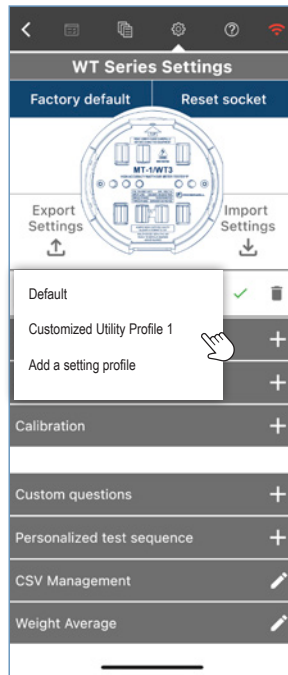 WT Series Settings
Factory default
Reset socket
MT-1/WT3
Export
Settings
Import
Settings
Default
Customized Utility Profile 1
Add a setting profile
Calibration
Custom questions
Personalized test sequence
CSV Management
Weight Average